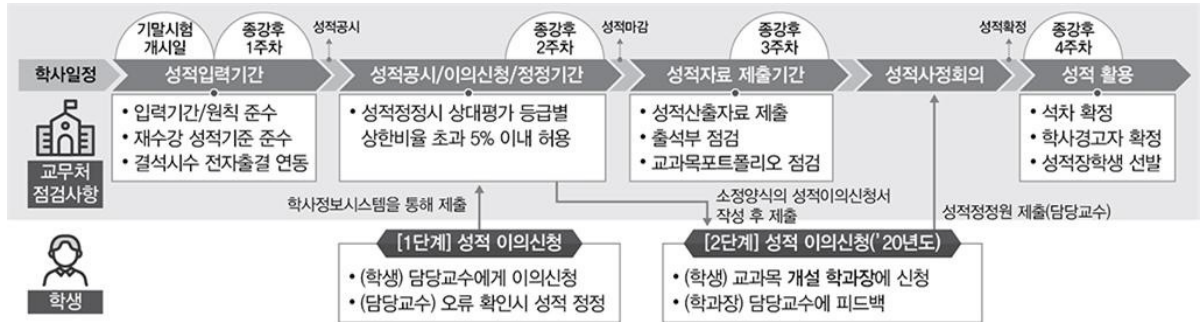 기말시험
개시일
종강후
1주차
성적공시
종강후
2주차
성적마감
종강후
3주차
성적확정
종강후
4주차
학사일정
성적입력기간
성적공시/이의신청/정정기간
성적자료 제출기간
성적사정회의
성적 활용
교무처
점검사항
• 입력기간/원칙 준수
• 재수강 성적기준 준수
• 결석시수 전자출결 연동
• 성적정정시 상대평가 등급별
상한비율 초과 5% 이내 허용
• 성적산출자료 제출
• 출석부 점검
• 교과목포트폴리오 점검
• 석차 확정
• 학사경고자 확정
• 성적장학생 선발
학사정보시스템을 통해 제출
소정양식의 성적이의신청서
작성 후 제출
성적정정원 제출(담당교수)
학생
[1단계] 성적 이의신청
• (학생) 담당교수에게 이의신청
• (담당교수) 오류 확인시 성적 정정
[2단계] 성적 이의신청('20년도)
• (학생) 교과목 개설 학과장에 신청
• (학과장) 담당교수에 피드백